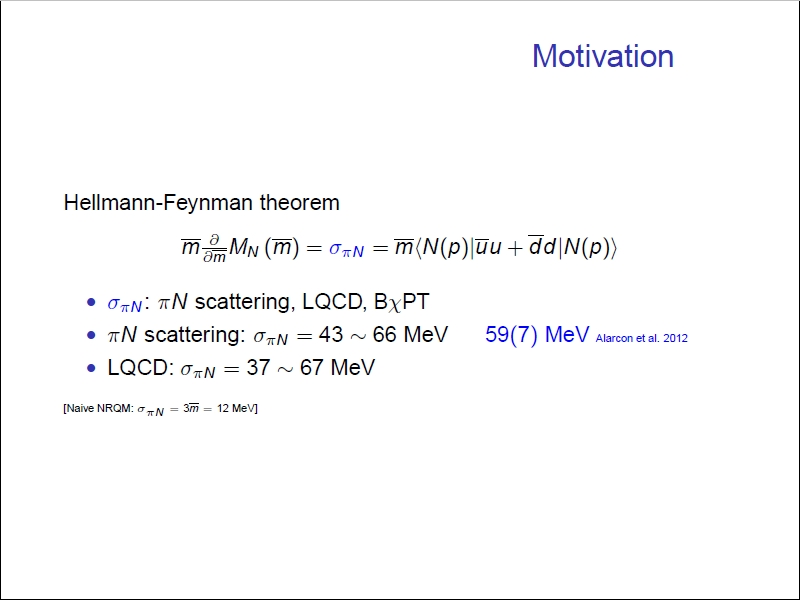 Motivation
Hellmann-Feynman theorem
m̅ ∂/∂m̅ M_N (m̅) = σ_πN = m̅⟨N(p)|u̅u + d̅d|N(p)⟩
• σ_πN: πN scattering, LQCD, BχPT
• πN scattering: σ_πN = 43 ∼ 66 MeV 59(7) MeV Alarcon et al. 2012
• LQCD: σ_πN = 37 ∼ 67 MeV
[Naive NRQM: σ_πN = 3m̅ = 12 MeV]